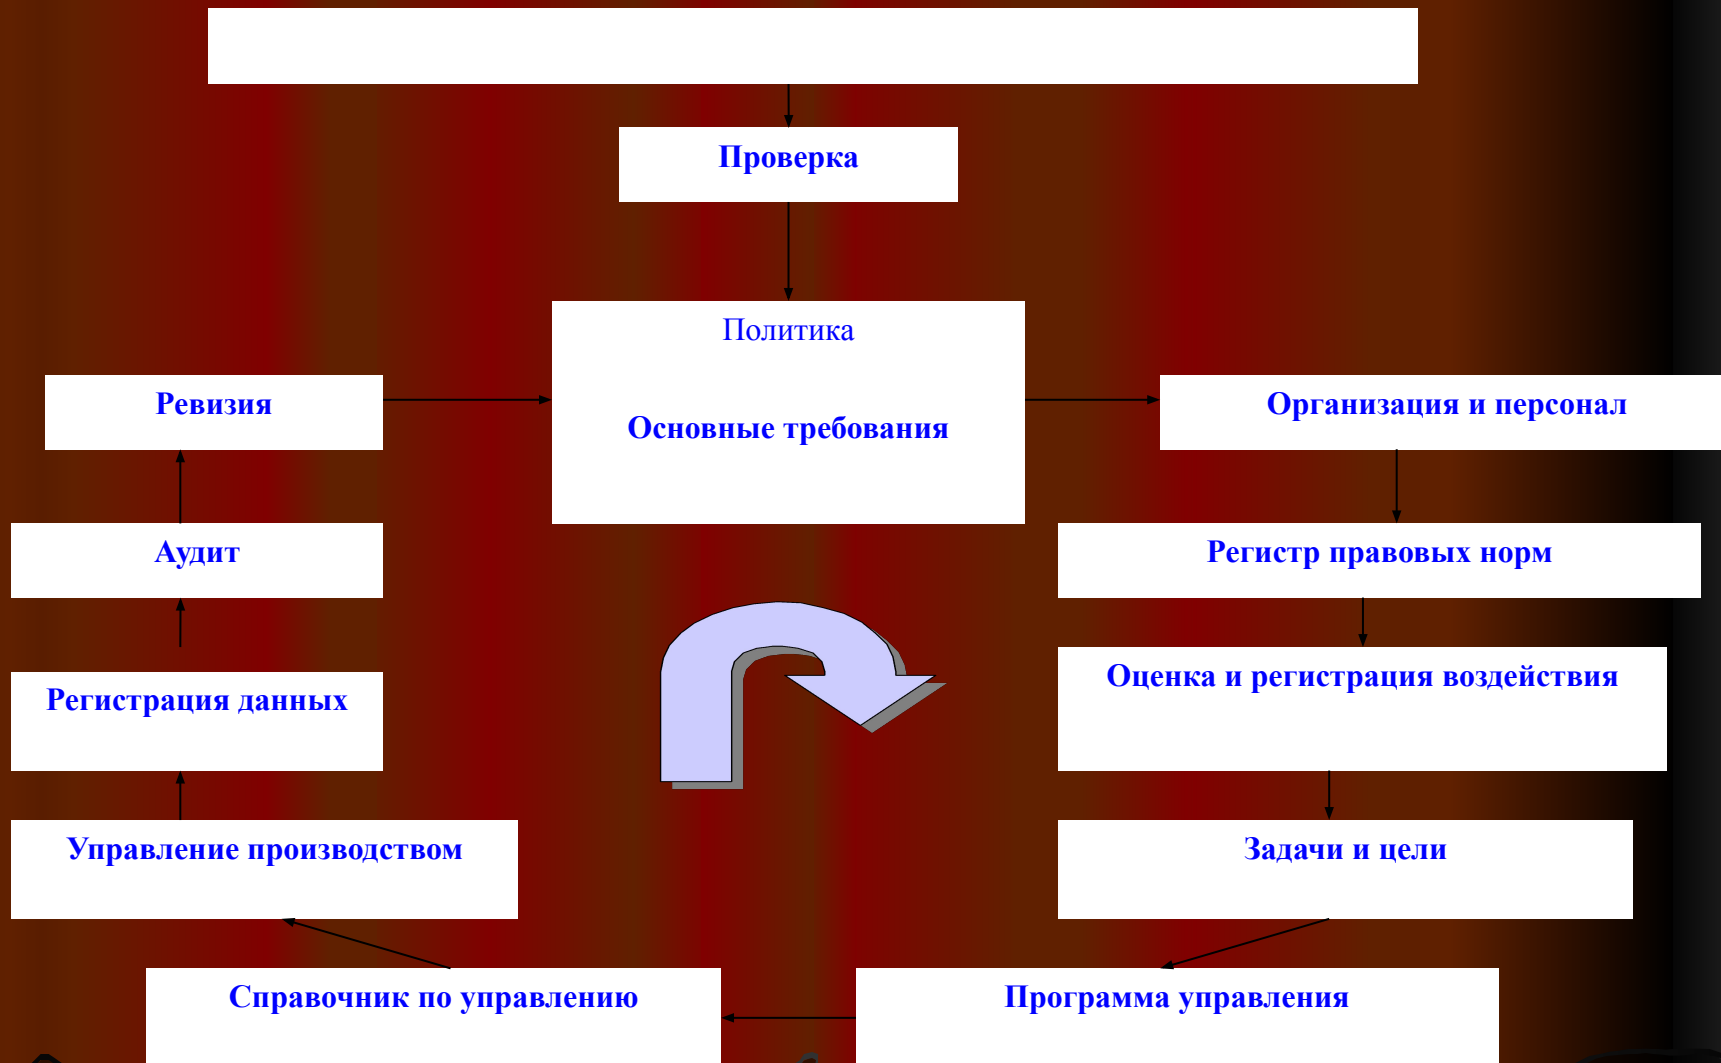 Проверка
Политика
Основные требования
Ревизия
Организация и персонал
Аудит
Регистр правовых норм
Регистрация данных
Оценка и регистрация воздействия
Управление производством
Задачи и цели
Справочник по управлению
Программа управления